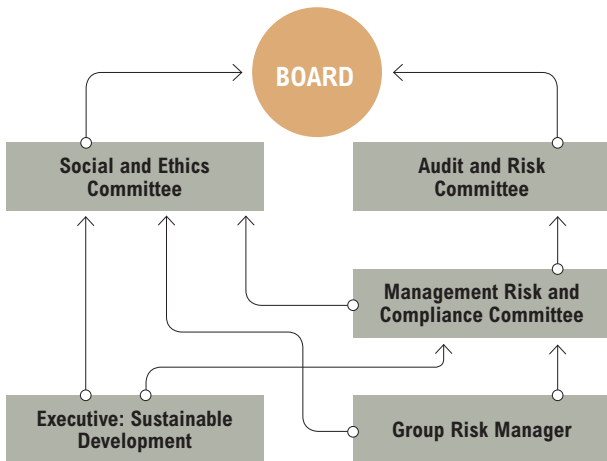 BOARD
Social and Ethics
Committee
Audit and Risk
Committee
Management Risk and
Compliance Committee
Executive: Sustainable
Development
Group Risk Manager